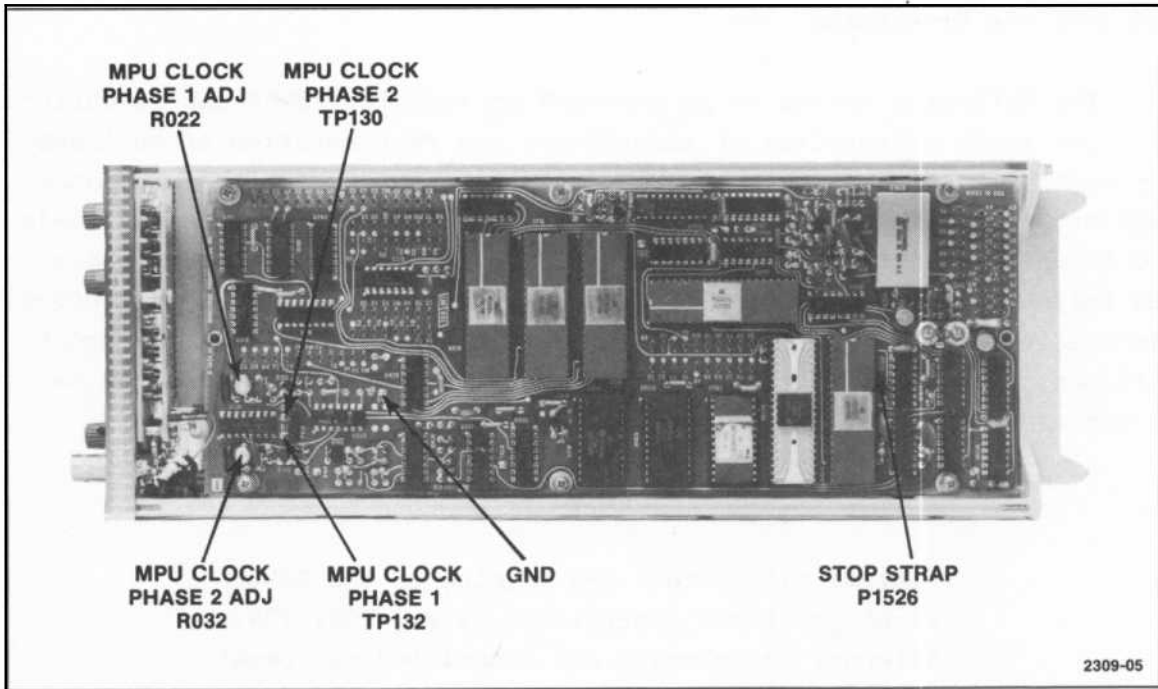 MPU CLOCK
PHASE 1 ADJ
R022
MPU CLOCK
PHASE 2
TP130
MPU CLOCK
PHASE 2 ADJ
R032
MPU CLOCK
PHASE 1
TP132
GND
STOP STRAP
P1526
2309-05